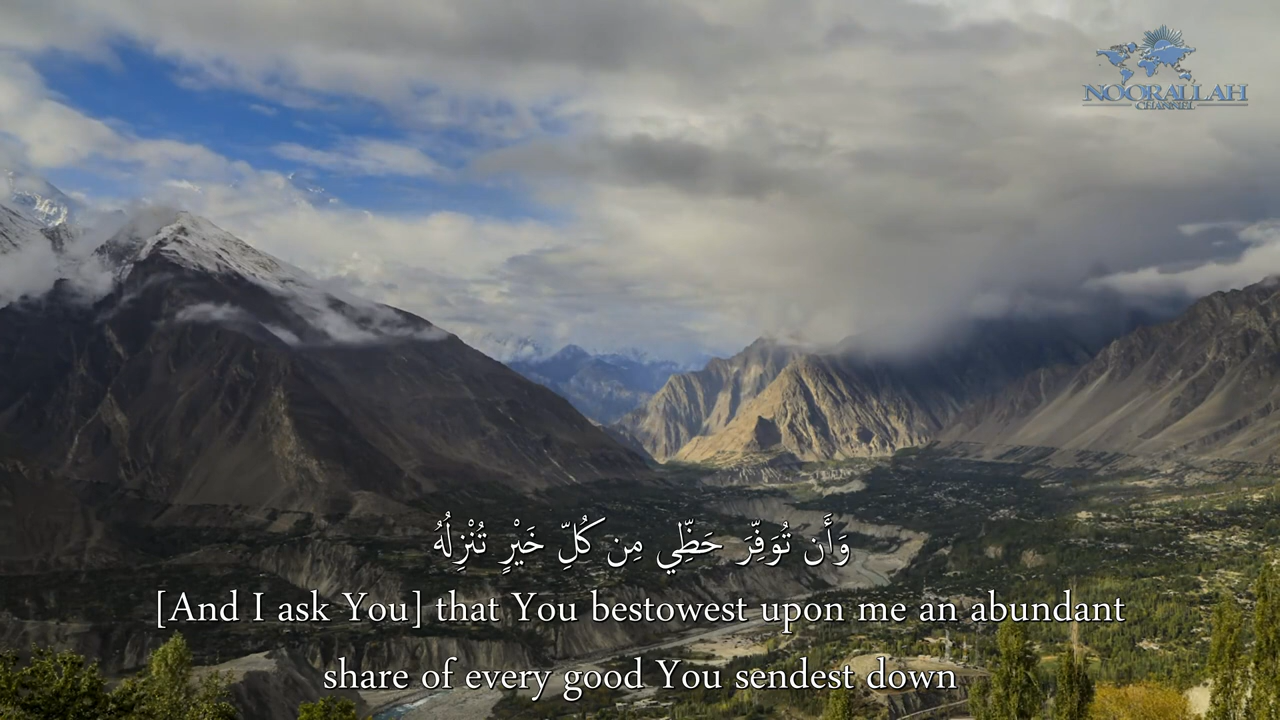 NOORALLAH
CHANNEL
وَأَن تُوَفِّرَ حَظِّي مِن كُلِّ خَيْرٍ تُنْزِلُهُ
[And I ask You] that You bestowest upon me an abundant
share of every good You sendest down